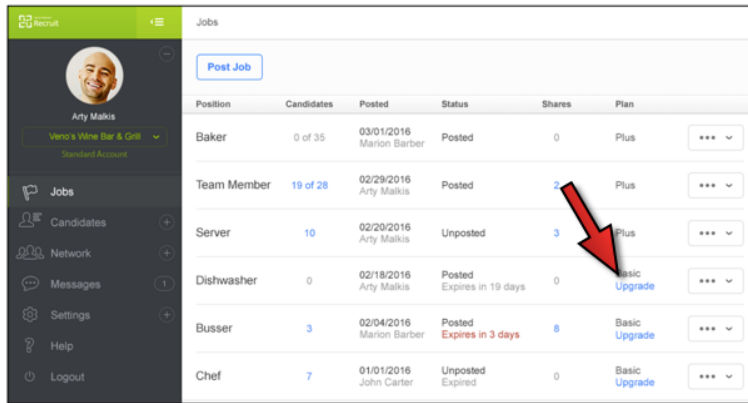 Recruit
Jobs
Arty Malkis
Veno's Wine Bar & Grill
Standard Account
Jobs
Candidates
Network
Messages 1
Settings
Help
Logout
Post Job
Position Candidates Posted Status Shares Plan
Baker 0 of 35 03/01/2016 Posted 0 Plus
Marion Barber
Team Member 19 of 28 02/29/2016 Posted 2 Plus
Arty Malkis
Server 10 02/20/2016 Unposted 3 Plus
Arty Malkis
Dishwasher 0 02/18/2016 Posted 0 Basic
Arty Malkis Expires in 19 days Upgrade
Busser 3 02/04/2016 Posted 8 Basic
Marion Barber Expires in 3 days Upgrade
Chef 7 01/01/2016 Unposted 0 Basic
John Carter Expired Upgrade